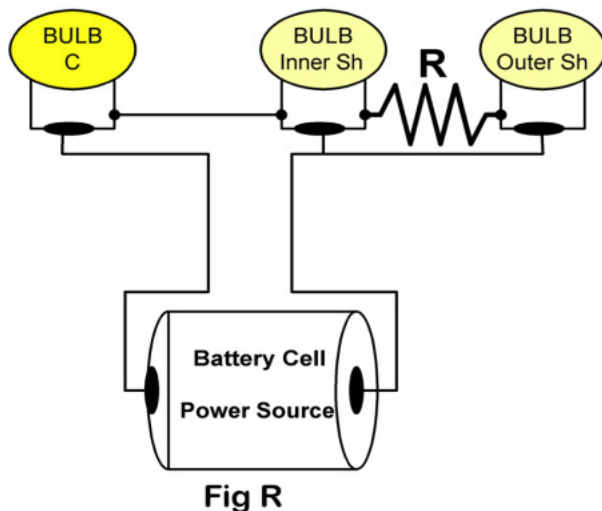 BULB
C
BULB
Inner Sh
R
BULB
Outer Sh
Battery Cell
Power Source
Fig R